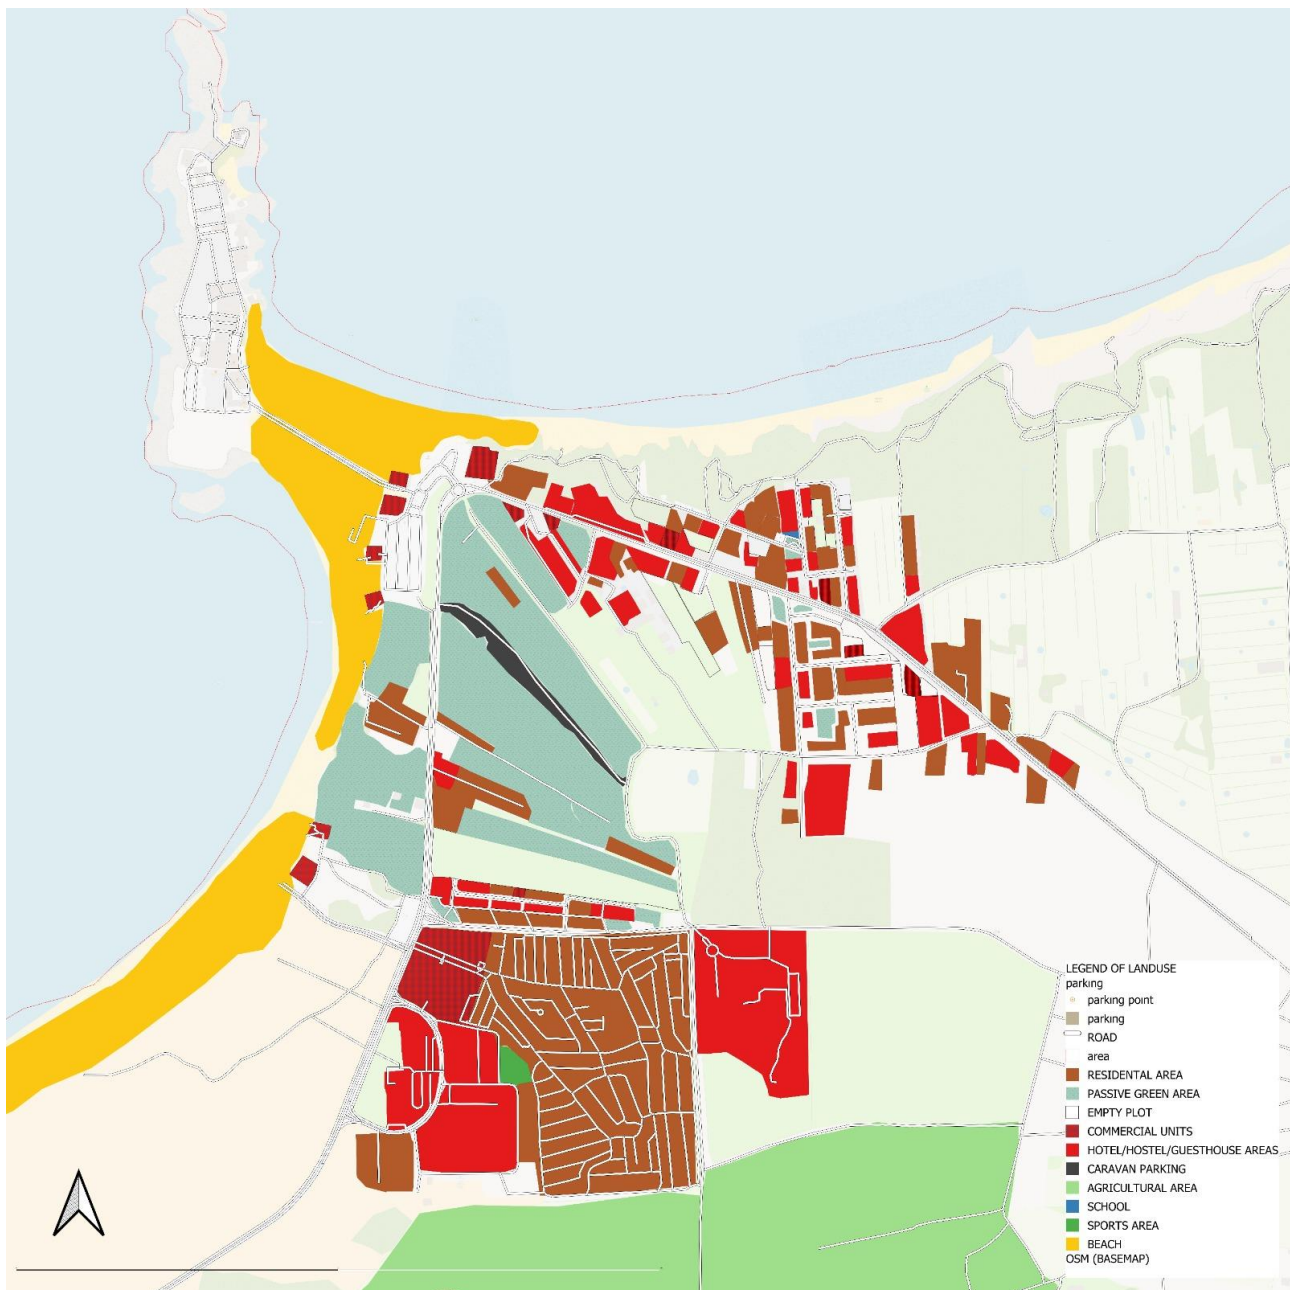 LEGEND OF LANDUSE
parking
parking point
parking
ROAD
area
RESIDENTAL AREA
PASSIVE GREEN AREA
EMPTY PLOT
COMMERCIAL UNITS
HOTEL/HOSTEL/GUESTHOUSE AREAS
CARAVAN PARKING
AGRICULTURAL AREA
SCHOOL
SPORTS AREA
BEACH
OSM (BASEMAP)